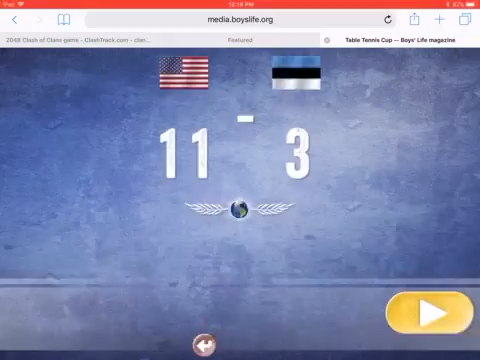 iPad
12:18 PM
82%
media.boyslife.org
2048 Clash of Clans game - ClashTrack.com - clan...
Featured
Table Tennis Cup -- Boys' Life magazine
11 - 3